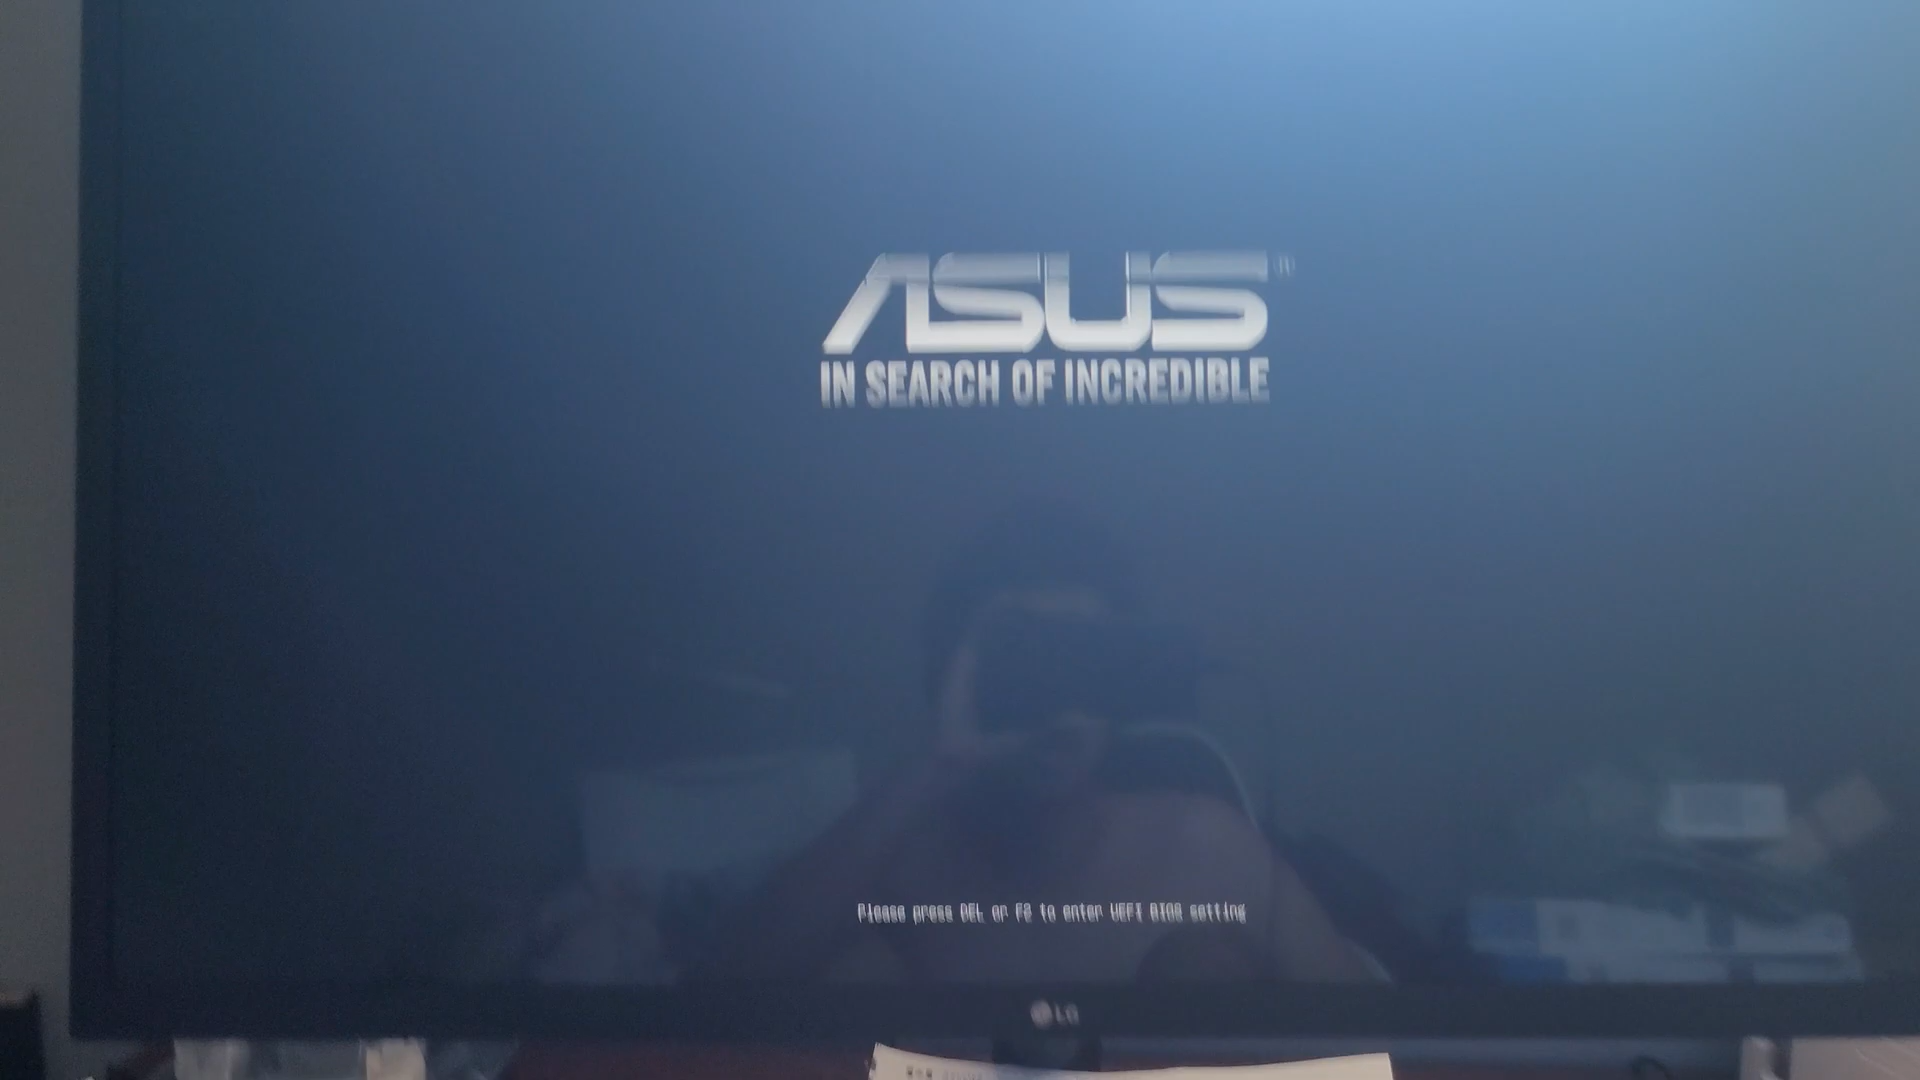 ASUS
IN SEARCH OF INCREDIBLE
Please press DEL or F2 to enter UEFI BIOS setting
LG